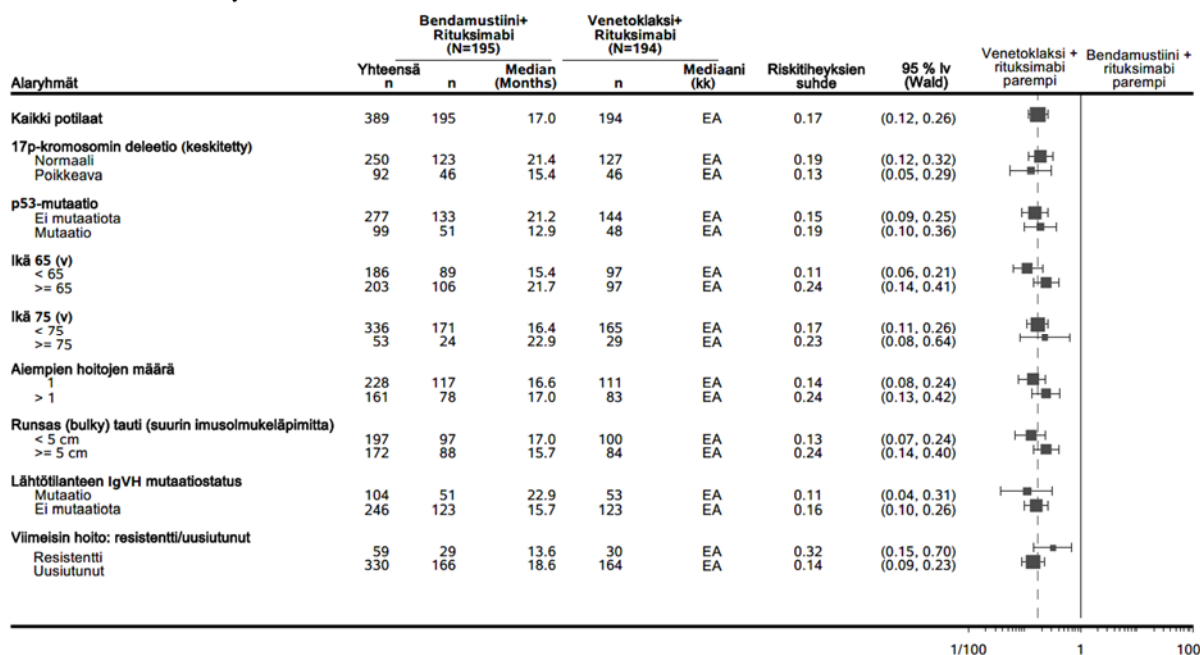 Bendamustiini+ Rituksimabi (N=195) Venetoklaksi+ Rituksimabi (N=194)
Venetoklaksi + rituksimabi parempi Bendamustiini + rituksimabi parempi
Alaryhmät Yhteensä n n Median (Months) n Mediaani (kk) Riskitiheyksien suhde 95 % lv (Wald)
Kaikki potilaat 389 195 17.0 194 EA 0.17 (0.12, 0.26)
17p-kromosomin deleetio (keskitetty)
Normaali 250 123 21.4 127 EA 0.19 (0.12, 0.32)
Poikkeava 92 46 15.4 46 EA 0.13 (0.05, 0.29)
p53-mutaatio
Ei mutaatiota 277 133 21.2 144 EA 0.15 (0.09, 0.25)
Mutaatio 99 51 12.9 48 EA 0.19 (0.10, 0.36)
Ikä 65 (v)
< 65 186 89 15.4 97 EA 0.11 (0.06, 0.21)
>= 65 203 106 21.7 97 EA 0.24 (0.14, 0.41)
Ikä 75 (v)
< 75 336 171 16.4 165 EA 0.17 (0.11, 0.26)
>= 75 53 24 22.9 29 EA 0.23 (0.08, 0.64)
Aiempien hoitojen määrä
1 228 117 16.6 111 EA 0.14 (0.08, 0.24)
> 1 161 78 17.0 83 EA 0.24 (0.13, 0.42)
Runsas (bulky) tauti (suurin imusolmukeläpimitta)
< 5 cm 197 97 17.0 100 EA 0.13 (0.07, 0.24)
>= 5 cm 172 88 15.7 84 EA 0.24 (0.14, 0.40)
Lähtötilanteen IgVH mutaatiostatus
Mutaatio 104 51 22.9 53 EA 0.11 (0.04, 0.31)
Ei mutaatiota 246 123 15.7 123 EA 0.16 (0.10, 0.26)
Viimeisin hoito: resistentti/uusiutunut
Resistentti 59 29 13.6 30 EA 0.32 (0.15, 0.70)
Uusiutunut 330 166 18.6 164 EA 0.14 (0.09, 0.23)
1/100 1 100